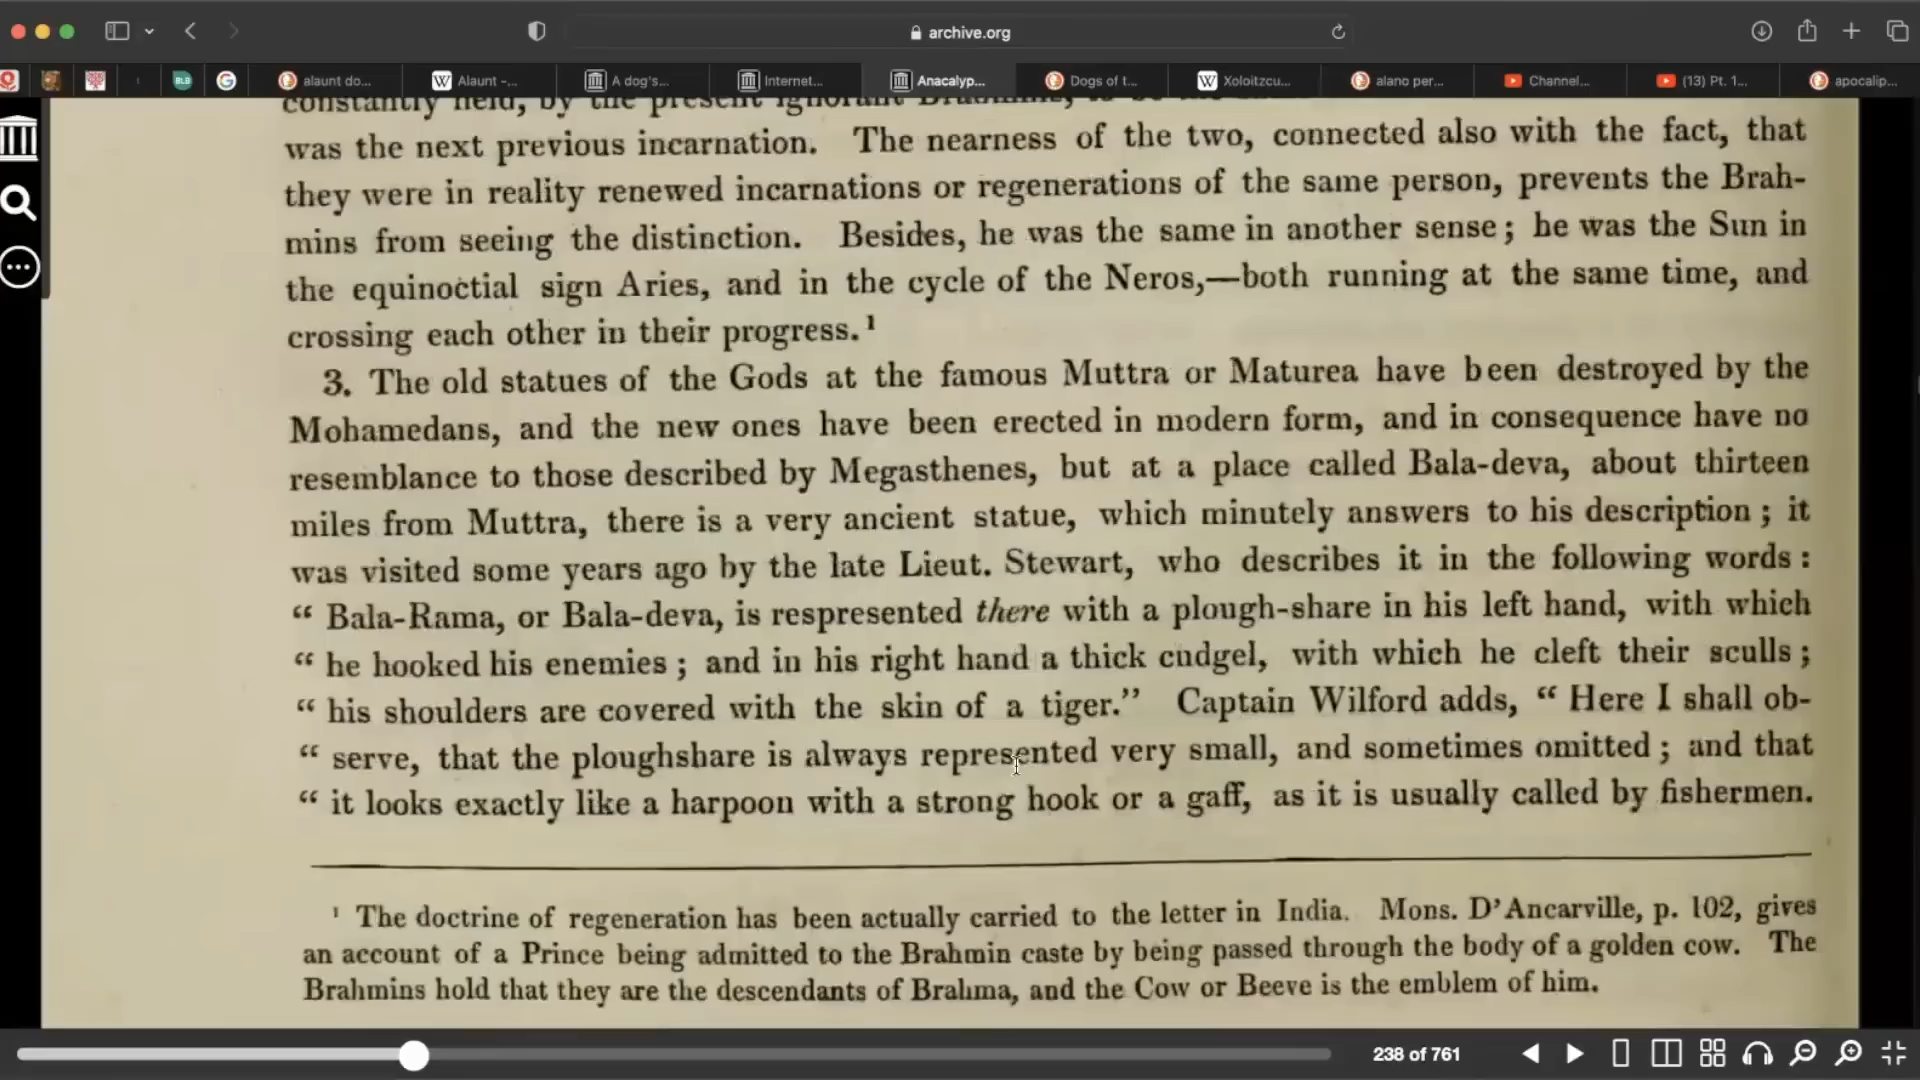 archive.org
alaunt do...
Alaunt -...
A dog's...
Internet...
Anacalyp...
Dogs of t...
Xoloitzcu...
alano per...
Channel...
(13) Pt. 1...
apocalip...
BLB
constantly held, by the present ignorant
was the next previous incarnation. The nearness of the two, connected also with the fact, that
they were in reality renewed incarnations or regenerations of the same person, prevents the Brah-
mins from seeing the distinction. Besides, he was the same in another sense; he was the Sun in
the equinoctial sign Aries, and in the cycle of the Neros,—both running at the same time, and
crossing each other in their progress.¹
3. The old statues of the Gods at the famous Muttra or Maturea have been destroyed by the
Mohamedans, and the new ones have been erected in modern form, and in consequence have no
resemblance to those described by Megasthenes, but at a place called Bala-deva, about thirteen
miles from Muttra, there is a very ancient statue, which minutely answers to his description; it
was visited some years ago by the late Lieut. Stewart, who describes it in the following words:
“ Bala-Rama, or Bala-deva, is respresented there with a plough-share in his left hand, with which
“ he hooked his enemies; and in his right hand a thick cudgel, with which he cleft their sculls;
“ his shoulders are covered with the skin of a tiger.” Captain Wilford adds, “ Here I shall ob-
“ serve, that the ploughshare is always represented very small, and sometimes omitted; and that
“ it looks exactly like a harpoon with a strong hook or a gaff, as it is usually called by fishermen.
¹ The doctrine of regeneration has been actually carried to the letter in India. Mons. D'Ancarville, p. 102, gives
an account of a Prince being admitted to the Brahmin caste by being passed through the body of a golden cow. The
Brahmins hold that they are the descendants of Brahma, and the Cow or Beeve is the emblem of him.
238 of 761